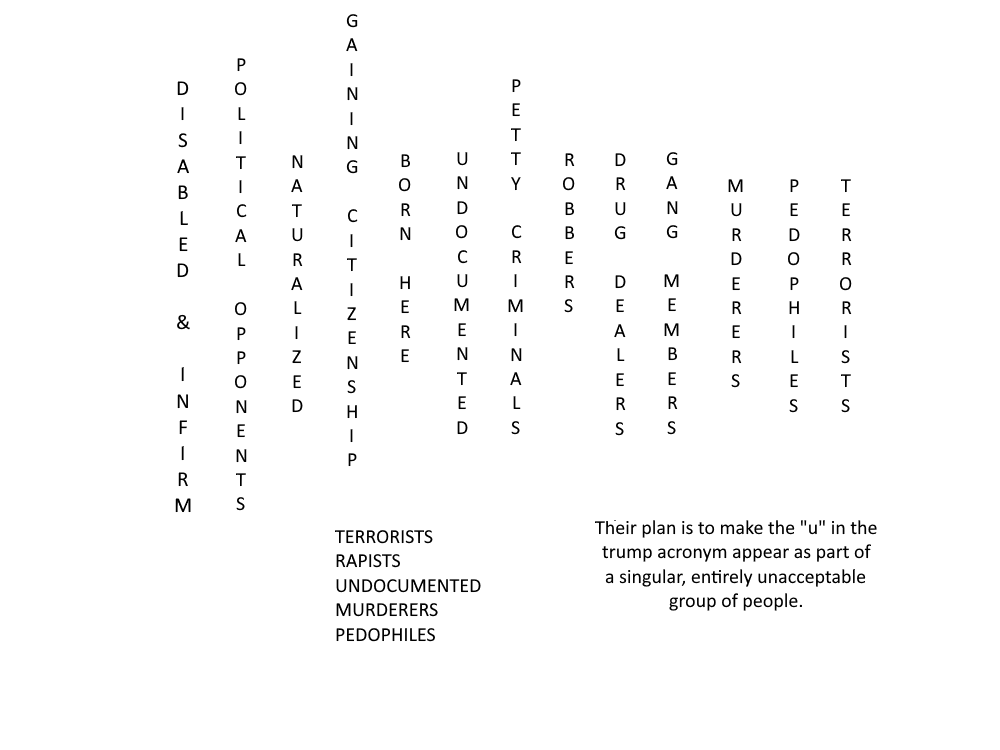 DISABLED & INFIRM
POLITICAL OPPONENTS
NATURALIZED
GAINING CITIZENSHIP
BORN HERE
UNDOCUMENTED
PETTY CRIMINALS
ROBBERS
DRUG DEALERS
GANG MEMBERS
MURDERERS
PEDOPHILES
TERRORISTS
TERRORISTS
RAPISTS
UNDOCUMENTED
MURDERERS
PEDOPHILES
Their plan is to make the "u" in the
trump acronym appear as part of
a singular, entirely unacceptable
group of people.